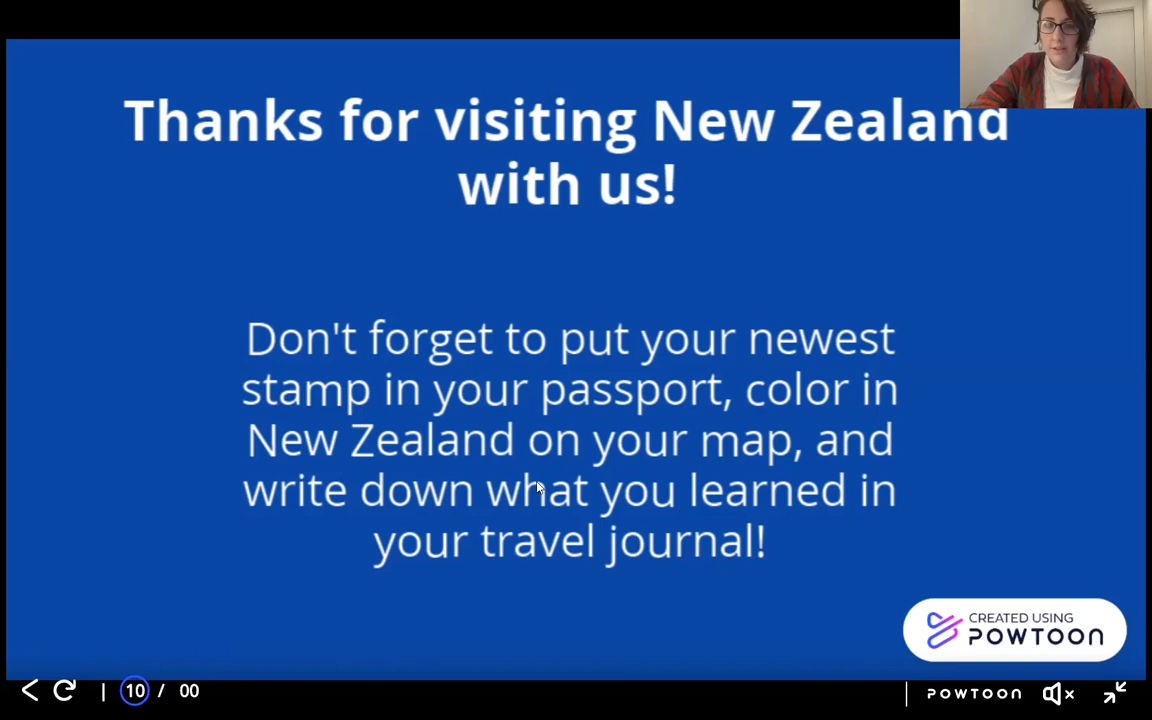 Thanks for visiting New Zealand
with us!
Don't forget to put your newest
stamp in your passport, color in
New Zealand on your map, and
write down what you learned in
your travel journal!
CREATED USING
POWTOON
10 / 00
POWTOON